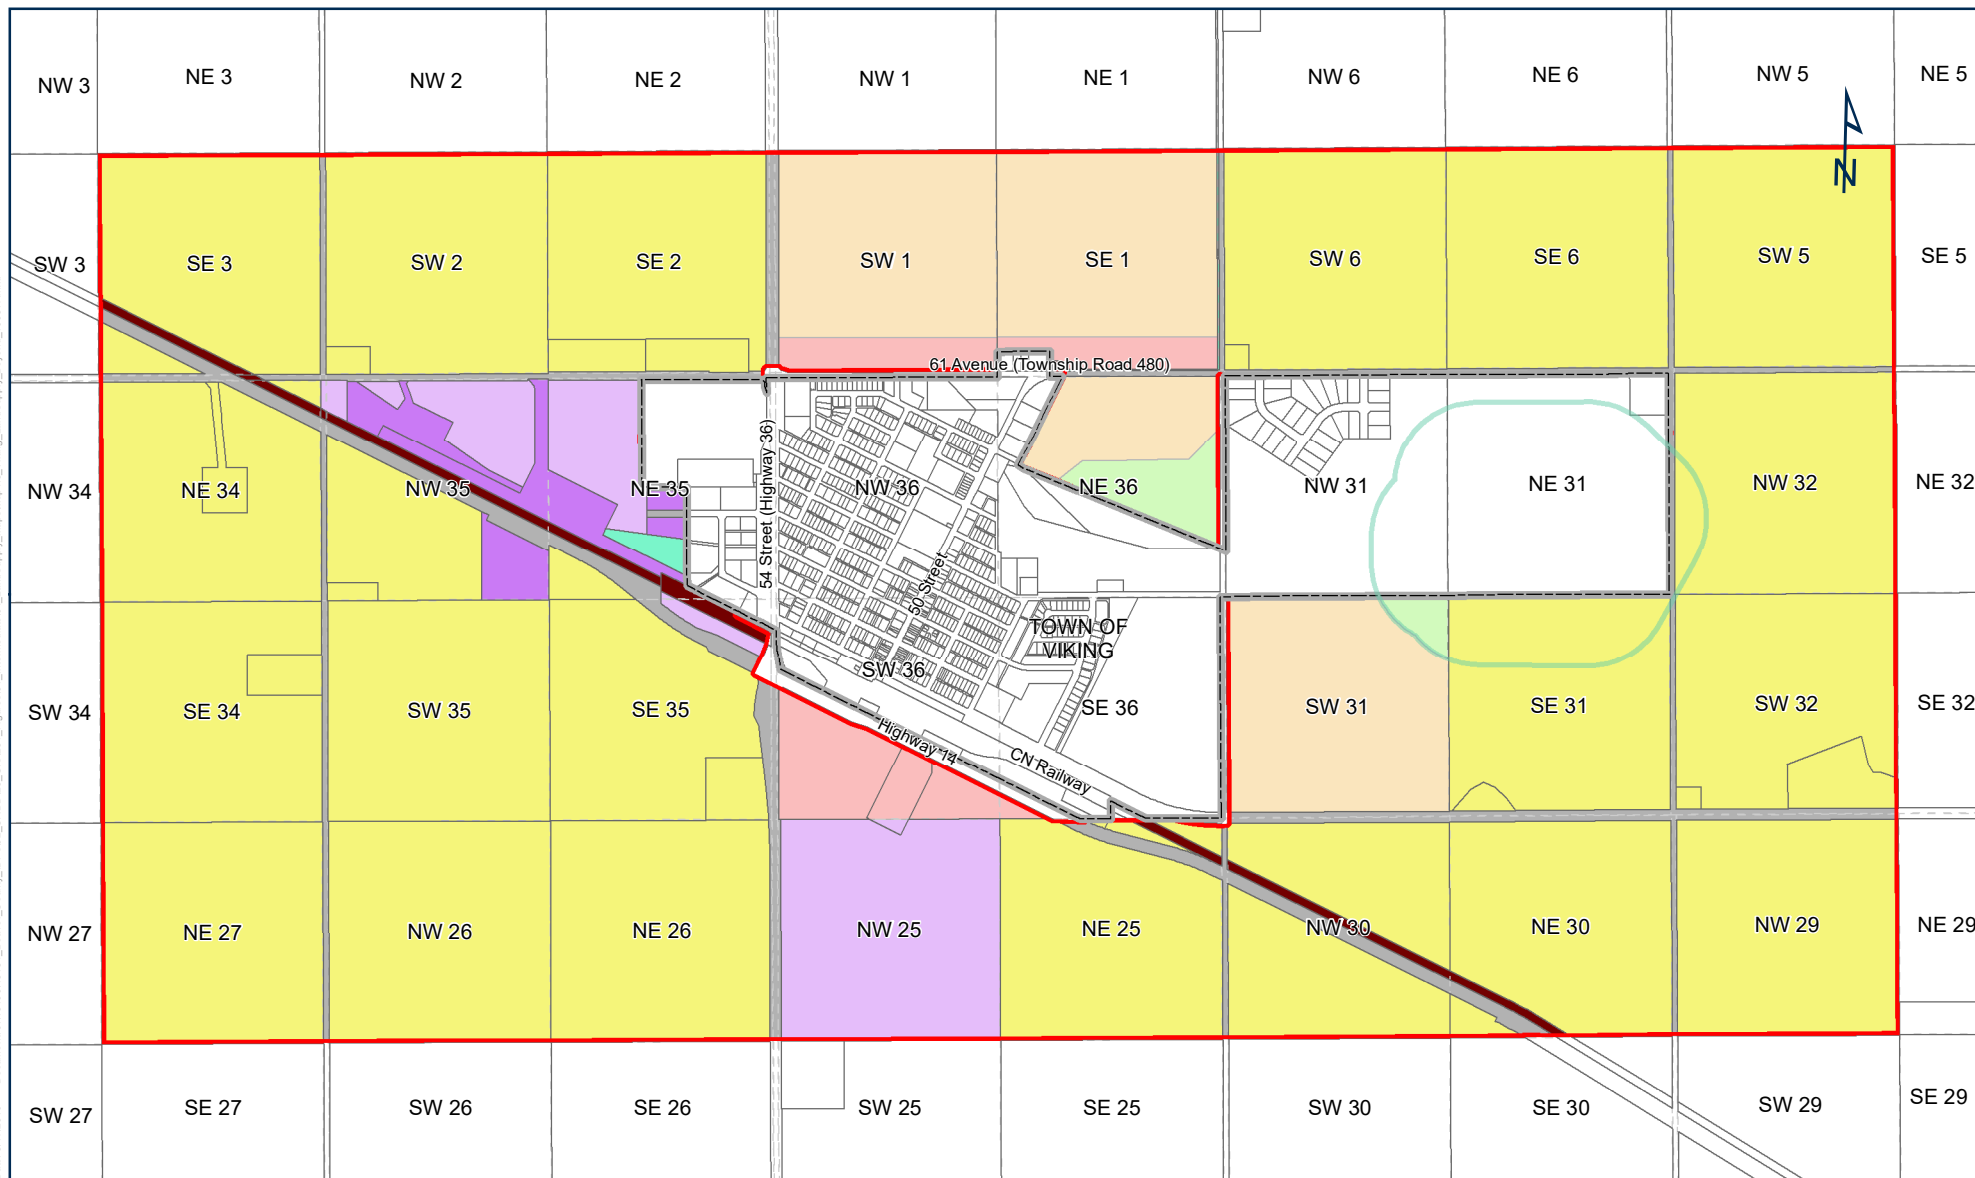 NW 3
NE 3
NW 2
NE 2
NW 1
NE 1
NW 6
NE 6
NW 5
NE 5
N
SW 3
SE 3
SW 2
SE 2
SW 1
SE 1
SW 6
SE 6
SW 5
SE 5
61 Avenue (Township Road 480)
54 Street (Highway 36)
NW 34
NE 34
NW 35
NE 35
NW 36
NE 36
NW 31
NE 31
NW 32
NE 32
50 Street
TOWN OF
VIKING
SW 34
SE 34
SW 35
SE 35
SW 36
SE 36
SW 31
SE 31
SW 32
SE 32
Highway 14
CN Railway
NW 27
NE 27
NW 26
NE 26
NW 25
NE 25
NW 30
NE 30
NW 29
NE 29
SW 27
SE 27
SW 26
SE 26
SW 25
SE 25
SW 30
SE 30
SW 29
SE 29